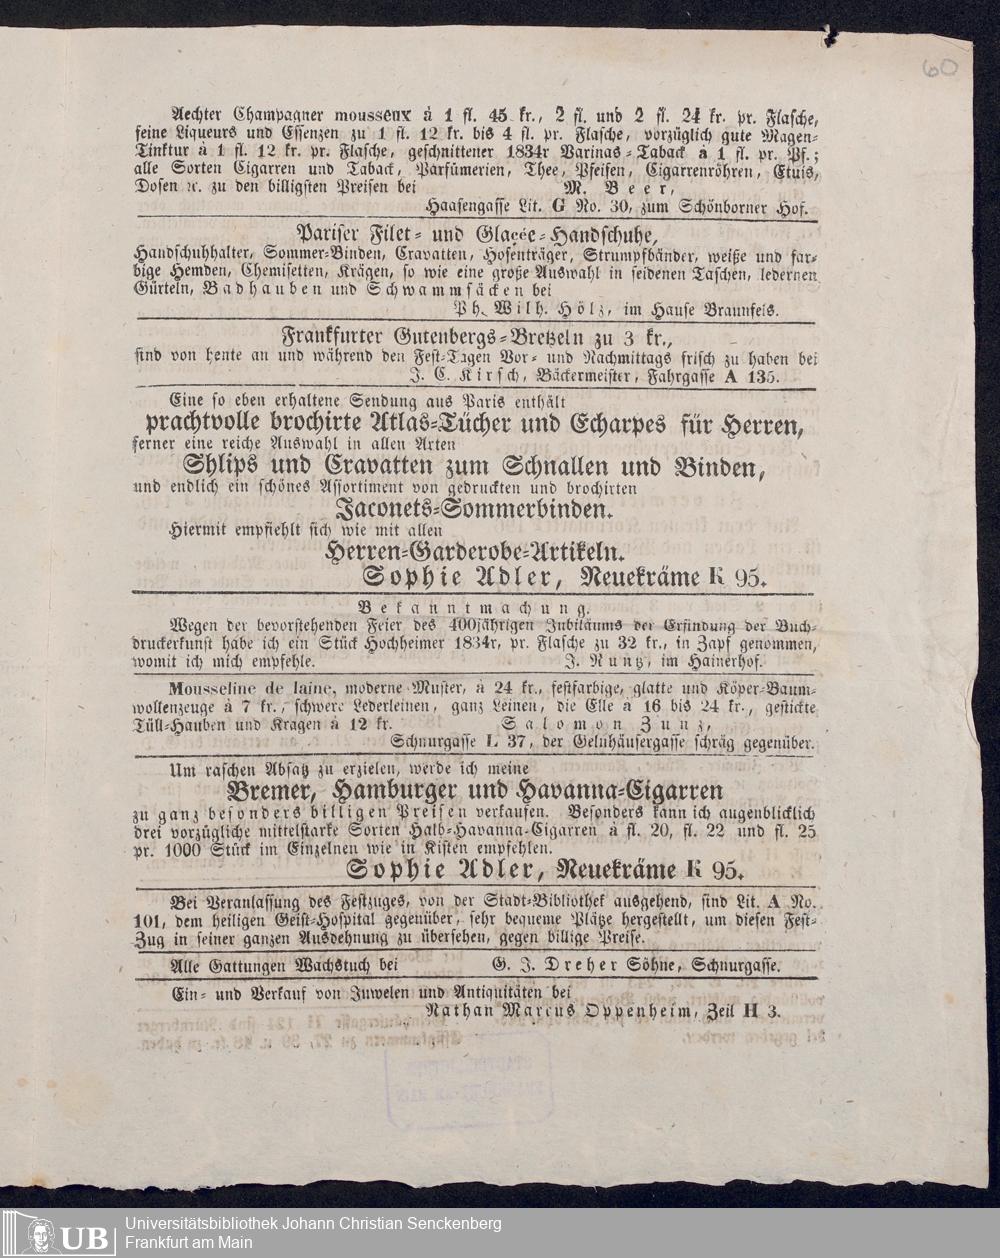 60
Aechter Champagner mousseux à 1 fl. 45 kr., 2 fl. und 2 fl. 24 kr. pr. Flasche,
feine Liqueurs und Essenzen zu 1 fl. 12 kr. bis 4 fl. pr. Flasche, vorzüglich gute Magen-
Tinktur à 1 fl. 12 kr. pr. Flasche, geschnittener 1834r Varinas-Taback à 1 fl. pr. Pf.;
alle Sorten Cigarren und Taback, Parfümerien, Thee, Pfeifen, Cigarrenröhren, Etuis,
Dosen ꝛc. zu den billigsten Preisen bei M. Beer,
Haasengasse Lit. G No. 30, zum Schönborner Hof.
Pariser Filet- und Glacée-Handschuhe,
Handschuhhalter, Sommer-Binden, Cravatten, Hosenträger, Strumpfbänder, weiße und far-
bige Hemden, Chemisetten, Krägen, so wie eine große Auswahl in seidenen Taschen, ledernen
Gürteln, Badhauben und Schwammsäcken bei
Ph. Wilh. Hölz, im Hause Braunfels.
Frankfurter Gutenbergs-Bretzeln zu 3 kr.,
sind von heute an und während den Fest-Tagen Vor- und Nachmittags frisch zu haben bei
J. C. Kirsch, Bäckermeister, Fahrgasse A 135.
Eine so eben erhaltene Sendung aus Paris enthält
prachtvolle brochirte Atlas-Tücher und Echarpes für Herren,
ferner eine reiche Auswahl in allen Arten
Shlips und Cravatten zum Schnallen und Binden,
und endlich ein schönes Assortiment von gedruckten und brochirten
Jaconets-Sommerbinden.
Hiermit empfiehlt sich wie mit allen
Herren-Garderobe-Artikeln.
Sophie Adler, Neuekräme K 95.
Bekanntmachung.
Wegen der bevorstehenden Feier des 400jährigen Jubiläums der Erfindung der Buch-
druckerkunst habe ich ein Stück Hochheimer 1834r, pr. Flasche zu 32 kr., in Zapf genommen,
womit ich mich empfehle. J. Nuntz, im Hainerhof.
Mousseline de laine, moderne Muster, à 24 kr., festfarbige, glatte und Köper-Baum-
wollenzeuge à 7 kr., schwere Lederleinen, ganz Leinen, die Elle à 16 bis 24 kr., gestickte
Tüll-Hauben und Kragen à 12 kr. Salomon Zunz,
Schnurgasse L 37, der Gelnhäusergasse schräg gegenüber.
Um raschen Absatz zu erzielen, werde ich meine
Bremer, Hamburger und Havanna-Cigarren
zu ganz besonders billigen Preisen verkaufen. Besonders kann ich augenblicklich
drei vorzügliche mittelstarke Sorten Halb-Havanna-Cigarren à fl. 20, fl. 22 und fl. 25
pr. 1000 Stück im Einzelnen wie in Kisten empfehlen.
Sophie Adler, Neuekräme K 95.
Bei Veranlassung des Festzuges, von der Stadt-Bibliothek ausgehend, sind Lit. A No.
101, dem heiligen Geist-Hospital gegenüber, sehr bequeme Plätze hergestellt, um diesen Fest-
Zug in seiner ganzen Ausdehnung zu übersehen, gegen billige Preise.
Alle Gattungen Wachstuch bei G. J. Dreher Söhne, Schnurgasse.
Ein- und Verkauf von Juwelen und Antiquitäten bei
Nathan Marcus Oppenheim, Zeil H 3.
UB Universitätsbibliothek Johann Christian Senckenberg
Frankfurt am Main